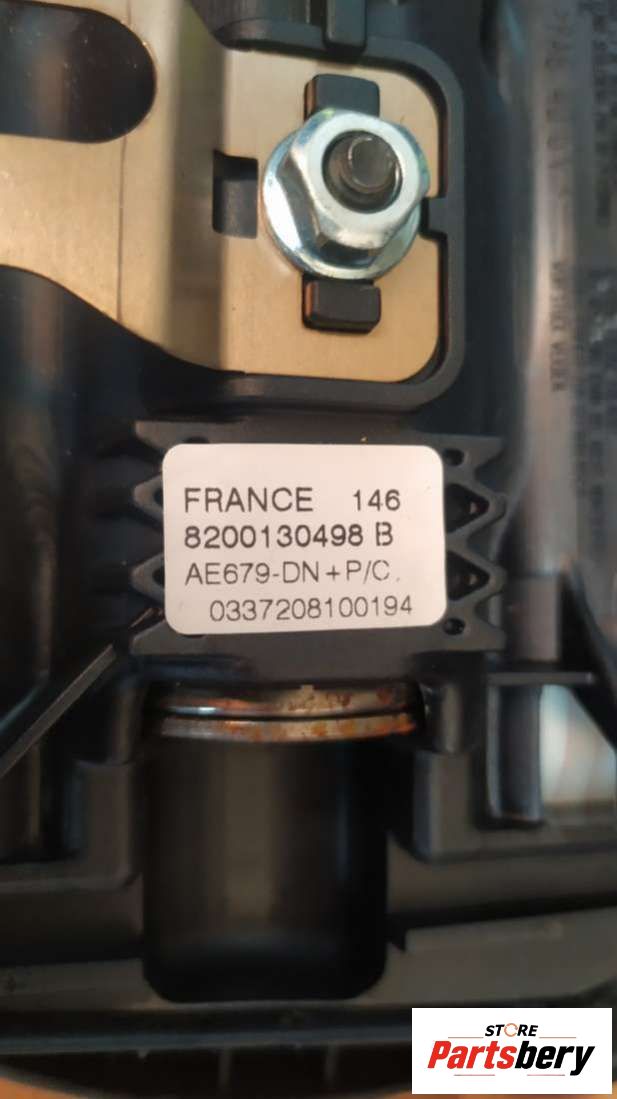 FRANCE 146
8200130498 B
AE679-DN+P/C.
0337208100194
STORE
Partsbery